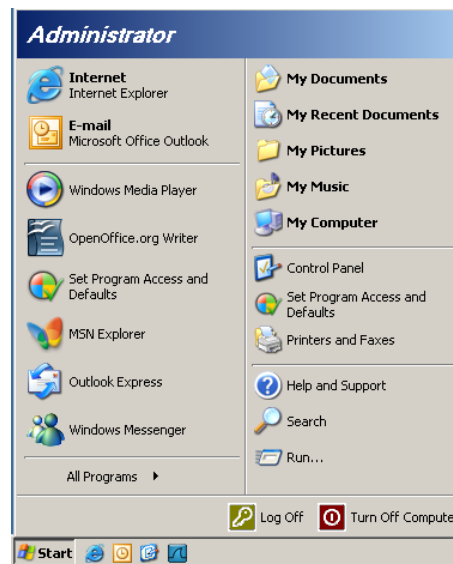 Administrator
Internet
Internet Explorer
E-mail
Microsoft Office Outlook
Windows Media Player
OpenOffice.org Writer
Set Program Access and
Defaults
MSN Explorer
Outlook Express
Windows Messenger
All Programs
My Documents
My Recent Documents
My Pictures
My Music
My Computer
Control Panel
Set Program Access and
Defaults
Printers and Faxes
Help and Support
Search
Run...
Log Off
Turn Off Compute
Start